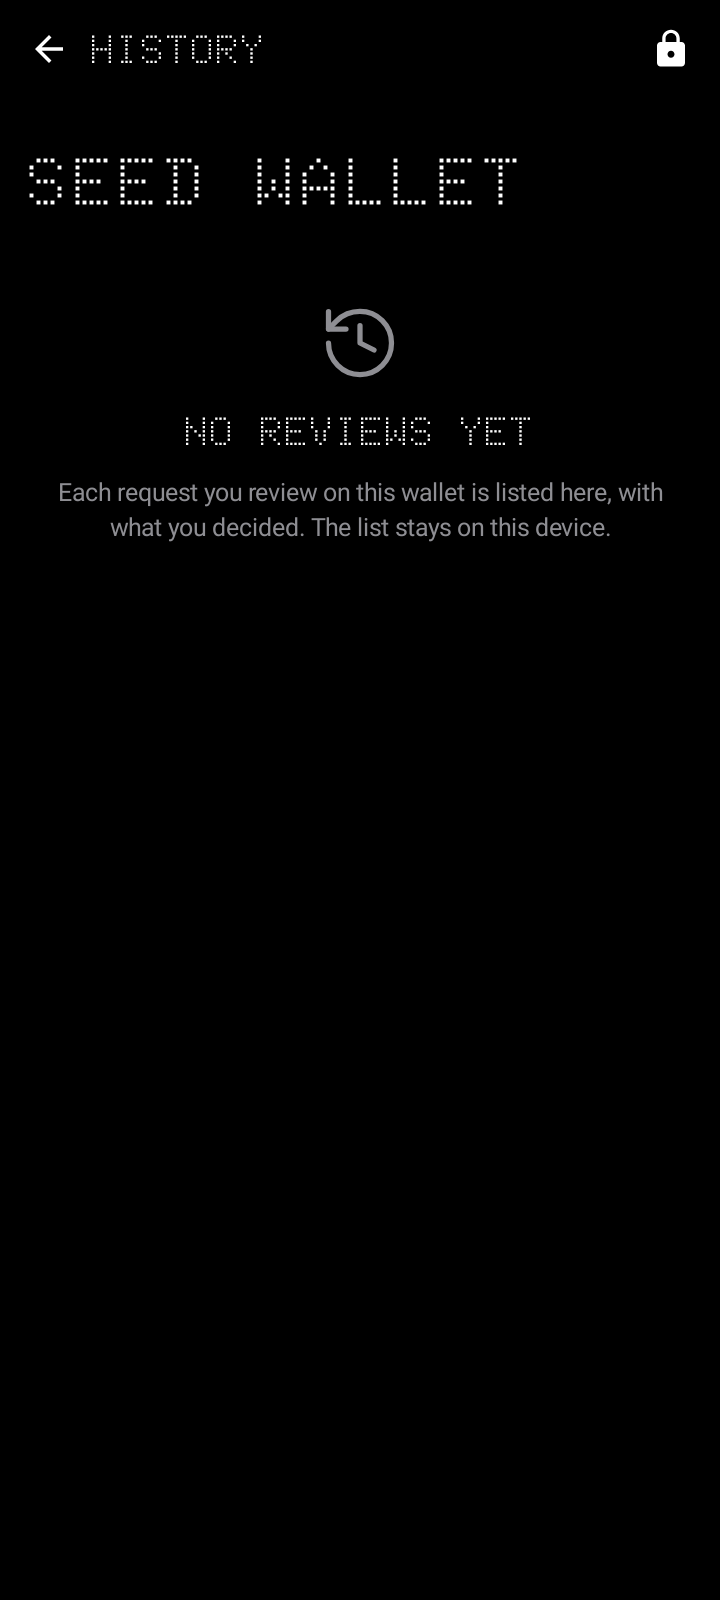 HISTORY
SEED WALLET
NO REVIEWS YET
Each request you review on this wallet is listed here, with
what you decided. The list stays on this device.